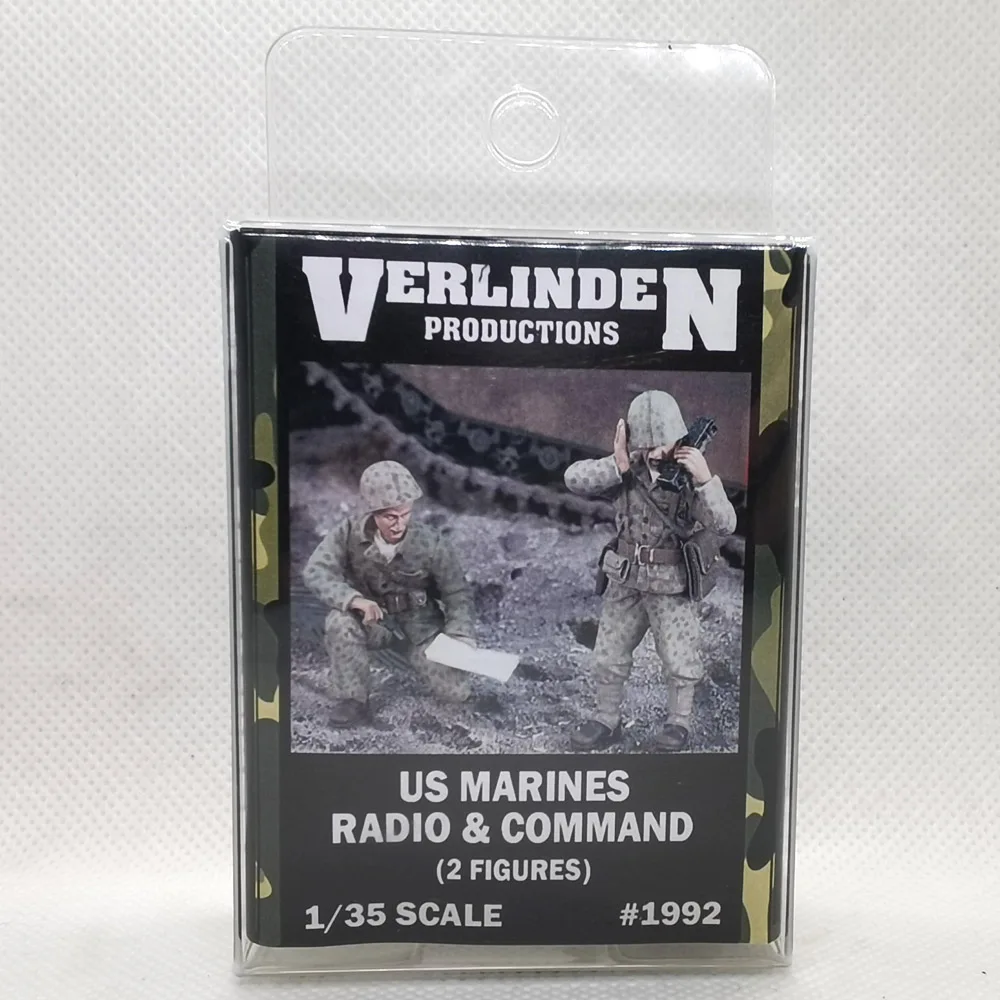 VERLINDEN
PRODUCTIONS
US MARINES
RADIO & COMMAND
(2 FIGURES)
1/35 SCALE #1992